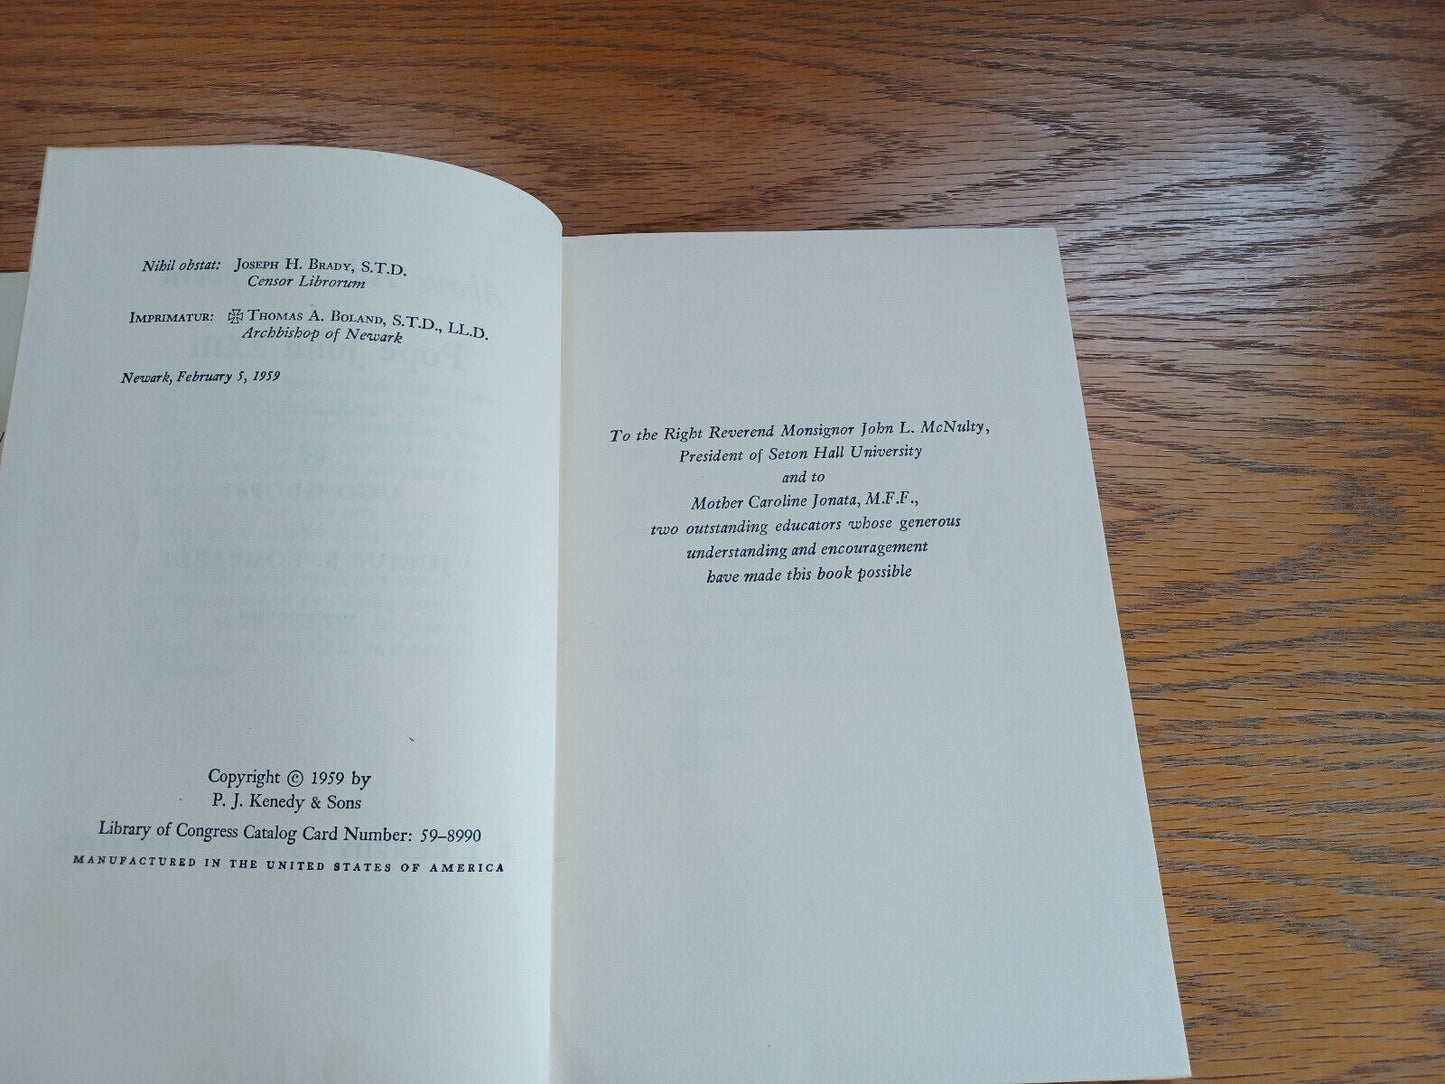 Nihil obstat: Joseph H. Brady, S.T.D.
Censor Librorum
Imprimatur: ✠ Thomas A. Boland, S.T.D., LL.D.
Archbishop of Newark
Newark, February 5, 1959
Copyright © 1959 by
P. J. Kenedy & Sons
Library of Congress Catalog Card Number: 59–8990
MANUFACTURED IN THE UNITED STATES OF AMERICA
To the Right Reverend Monsignor John L. McNulty,
President of Seton Hall University
and to
Mother Caroline Jonata, M.F.F.,
two outstanding educators whose generous
understanding and encouragement
have made this book possible